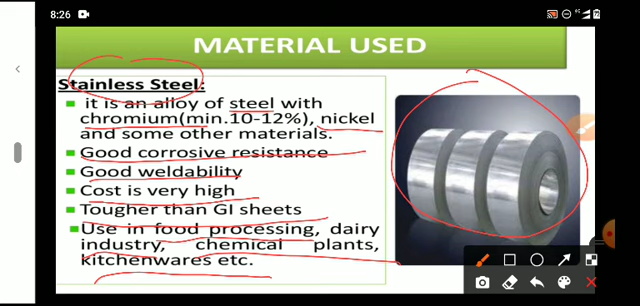 8:26
MATERIAL USED
Stainless Steel:
it is an alloy of steel with
chromium(min.10-12%), nickel
and some other materials.
Good corrosive resistance
Good weldability
Cost is very high
Tougher than GI sheets
Use in food processing, dairy
industry, chemical plants,
kitchenwares etc.